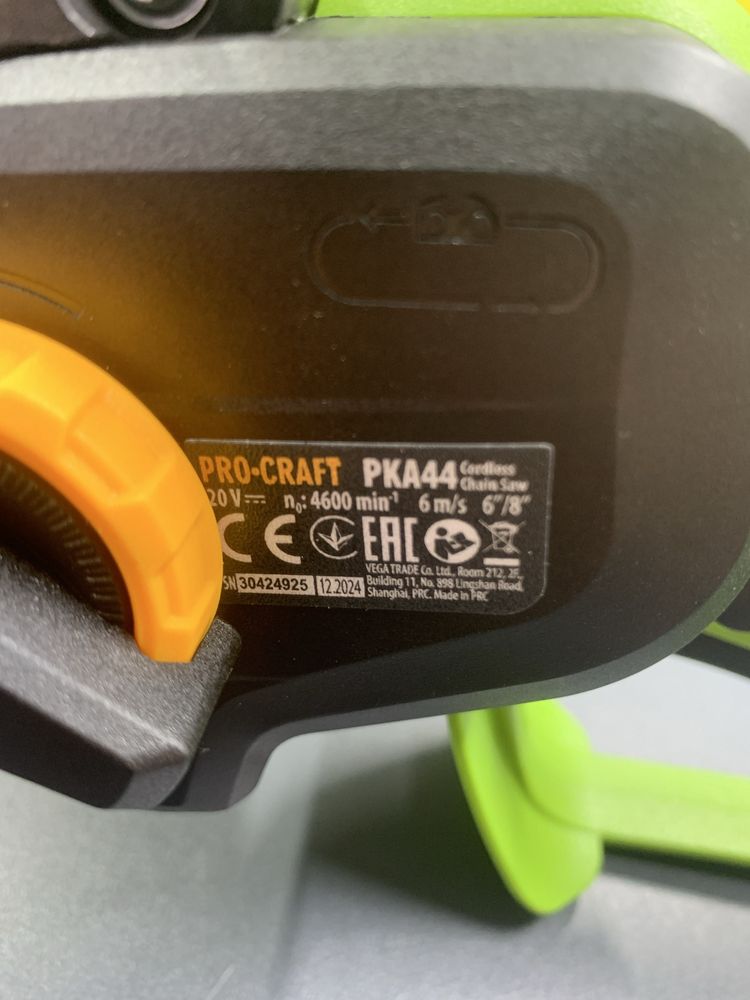 PRO-CRAFT PKA44 Cordless Chain Saw
20 V n₀: 4600 min⁻¹ 6 m/s 6"/8"
CE EAC
VEGA TRADE Co. Ltd., Room 212, 2F,
Building 11, No. 898 Lingshan Road,
Shanghai, PRC. Made in PRC
SN 30424925 12.2024